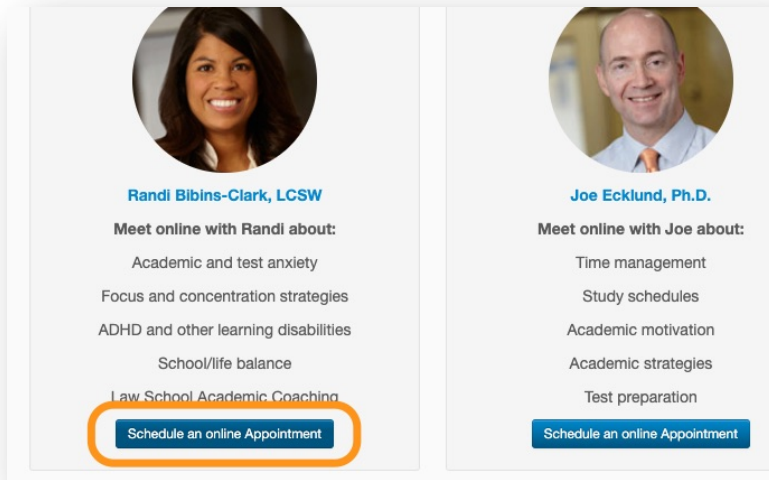 Randi Bibins-Clark, LCSW
Meet online with Randi about:
Academic and test anxiety
Focus and concentration strategies
ADHD and other learning disabilities
School/life balance
Law School Academic Coaching
Schedule an online Appointment
Joe Ecklund, Ph.D.
Meet online with Joe about:
Time management
Study schedules
Academic motivation
Academic strategies
Test preparation
Schedule an online Appointment